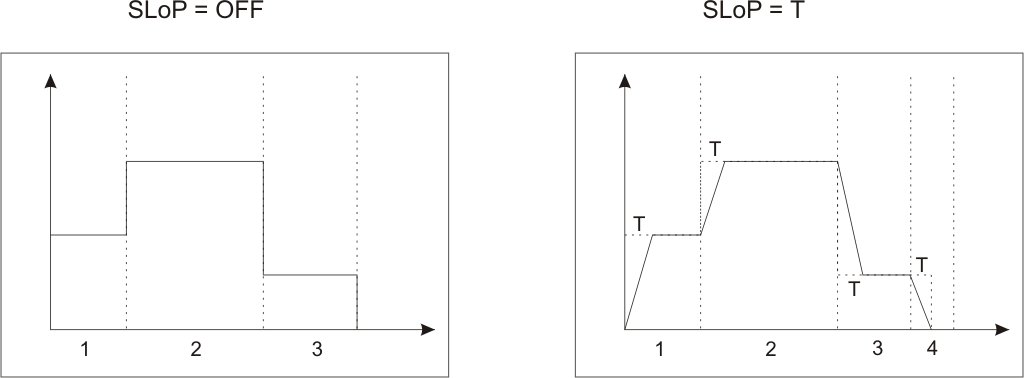 SLoP = OFF
SLoP = T
1 2 3
T
T
T
T
1 2 3 4